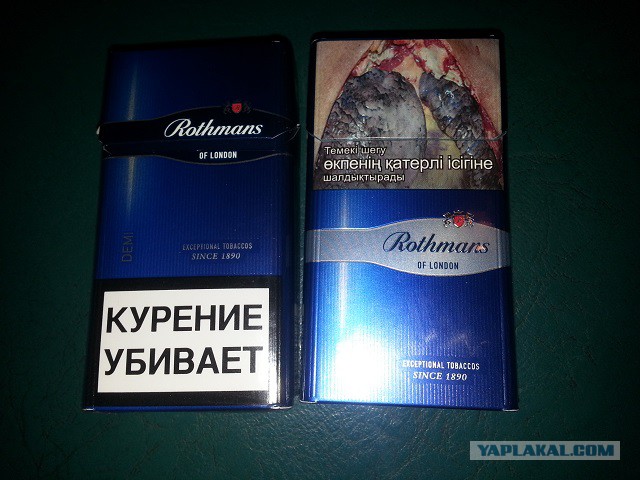 Rothmans
OF LONDON
DEMI
EXCEPTIONAL TOBACCOS
SINCE 1890
КУРЕНИЕ
УБИВАЕТ
Темекі шегу
өкпенің қатерлі ісігіне
шалдықтырады
Rothmans
OF LONDON
EXCEPTIONAL TOBACCOS
SINCE 1890
YAPLAKAL.COM